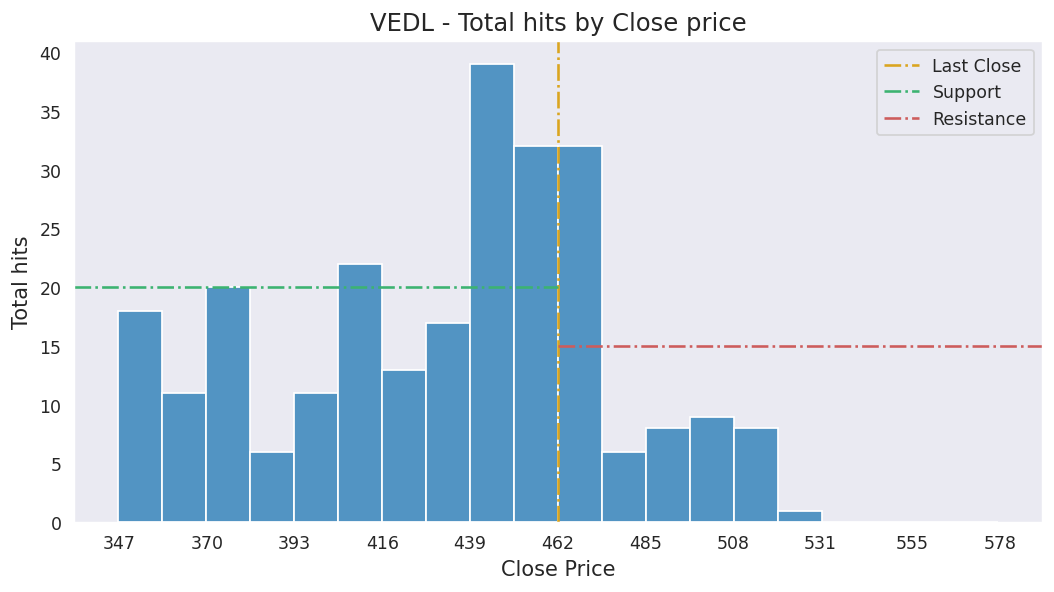 VEDL - Total hits by Close price
Last Close
Support
Resistance
Total hits
40
35
30
25
20
15
10
5
0
347 370 393 416 439 462 485 508 531 555 578
Close Price